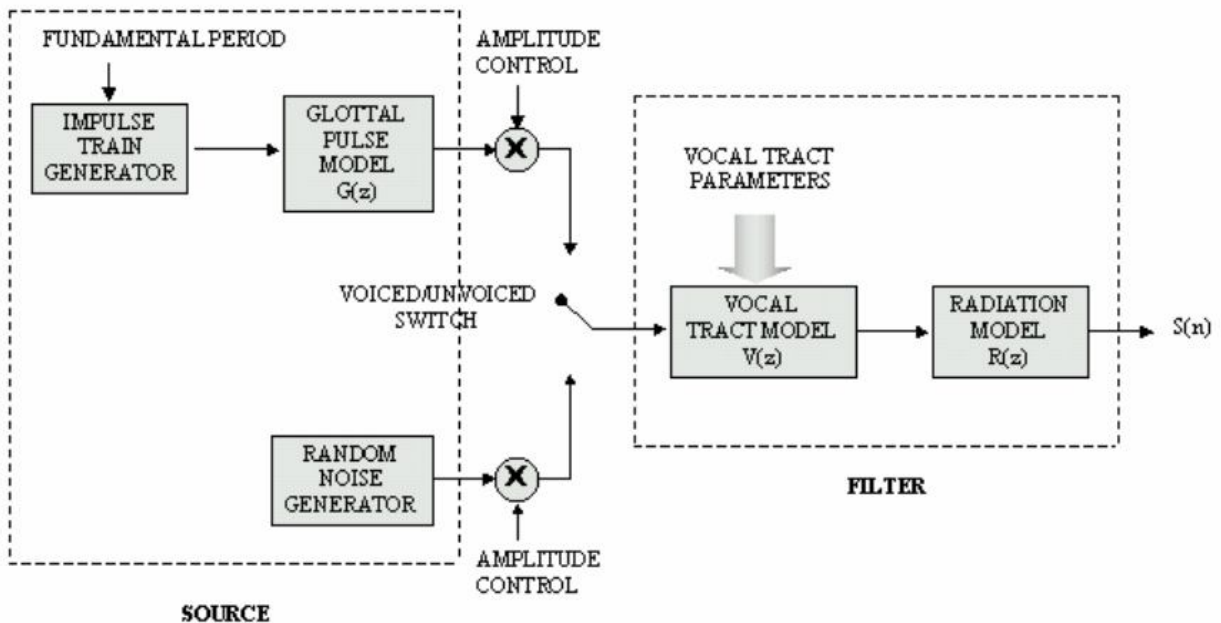 FUNDAMENTAL PERIOD
AMPLITUDE
CONTROL
IMPULSE
TRAIN
GENERATOR
GLOTTAL
PULSE
MODEL
G(z)
X
VOCAL TRACT
PARAMETERS
VOICED/UNVOICED
SWITCH
VOCAL
TRACT MODEL
V(z)
RADIATION
MODEL
R(z)
S(n)
RANDOM
NOISE
GENERATOR
X
AMPLITUDE
CONTROL
FILTER
SOURCE